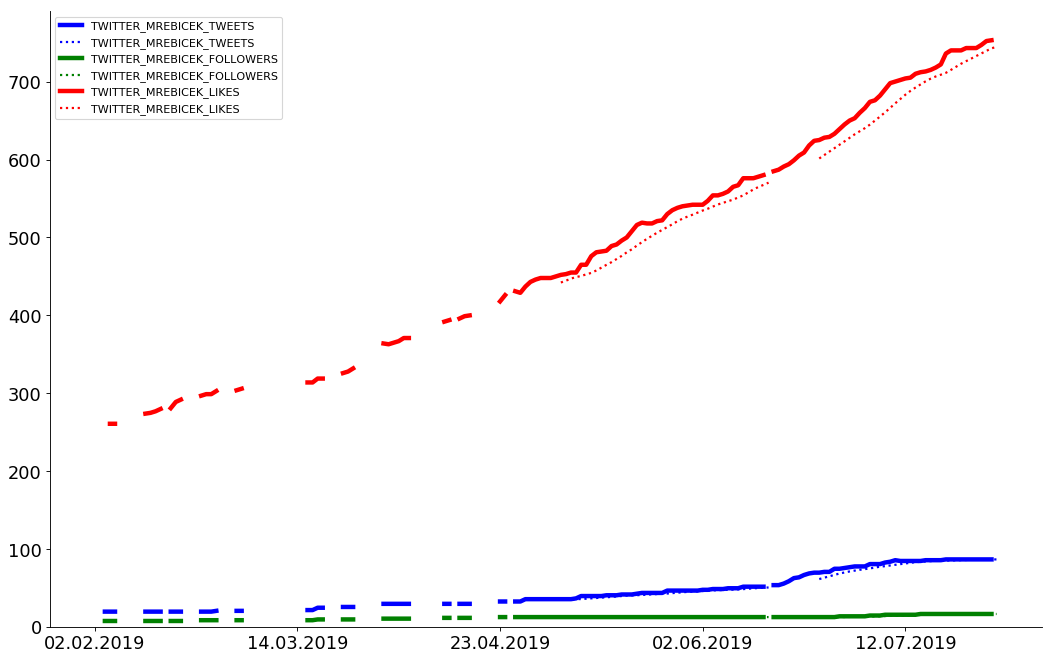 TWITTER_MREBICEK_TWEETS
TWITTER_MREBICEK_TWEETS
TWITTER_MREBICEK_FOLLOWERS
TWITTER_MREBICEK_FOLLOWERS
TWITTER_MREBICEK_LIKES
TWITTER_MREBICEK_LIKES
700
600
500
400
300
200
100
0
02.02.2019 14.03.2019 23.04.2019 02.06.2019 12.07.2019